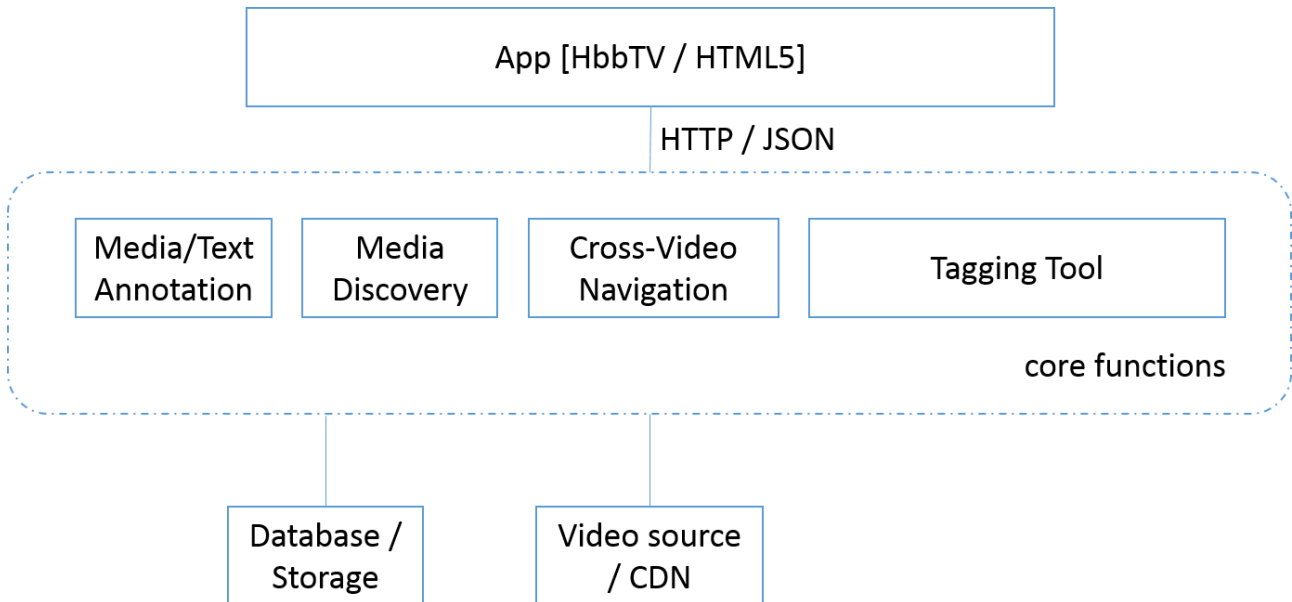 App [HbbTV / HTML5]
HTTP / JSON
Media/Text
Annotation
Media
Discovery
Cross-Video
Navigation
Tagging Tool
core functions
Database /
Storage
Video source
/ CDN